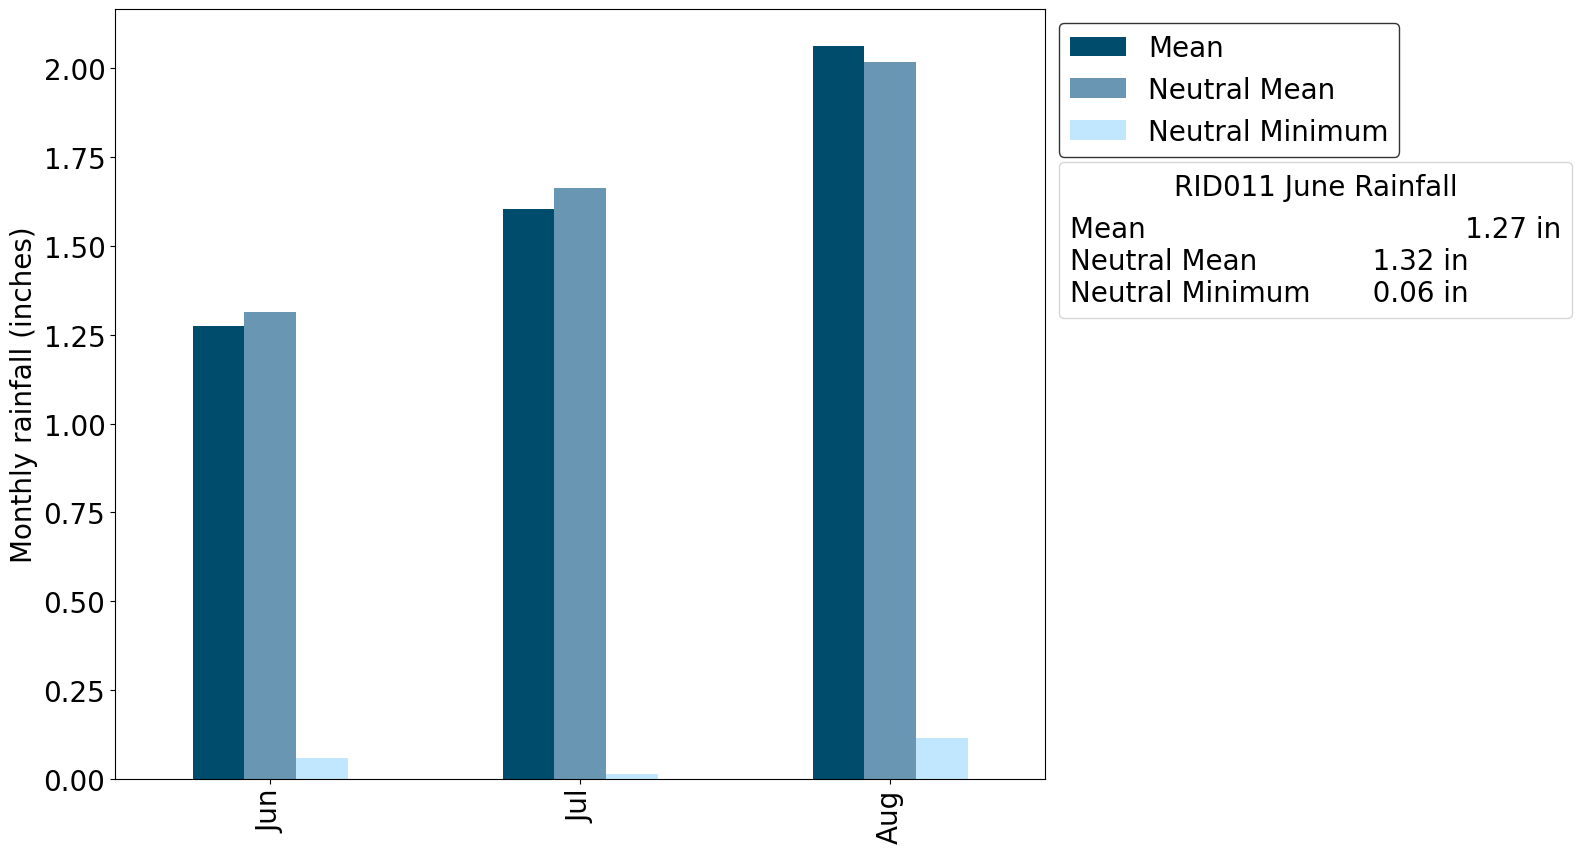 Monthly rainfall (inches)
2.00
1.75
1.50
1.25
1.00
0.75
0.50
0.25
0.00
Jun
Jul
Aug
Mean
Neutral Mean
Neutral Minimum
RID011 June Rainfall
Mean 1.27 in
Neutral Mean 1.32 in
Neutral Minimum 0.06 in